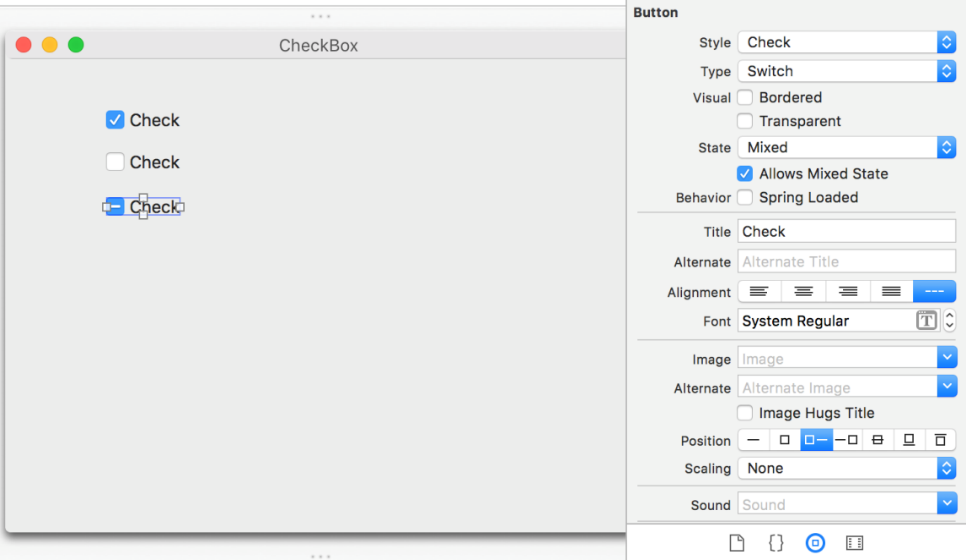 CheckBox
Check
Check
Check
Button
Style Check
Type Switch
Visual Bordered
Transparent
State Mixed
Allows Mixed State
Behavior Spring Loaded
Title Check
Alternate Alternate Title
Alignment
Font System Regular T
Image Image
Alternate Alternate Image
Image Hugs Title
Position
Scaling None
Sound Sound
{}